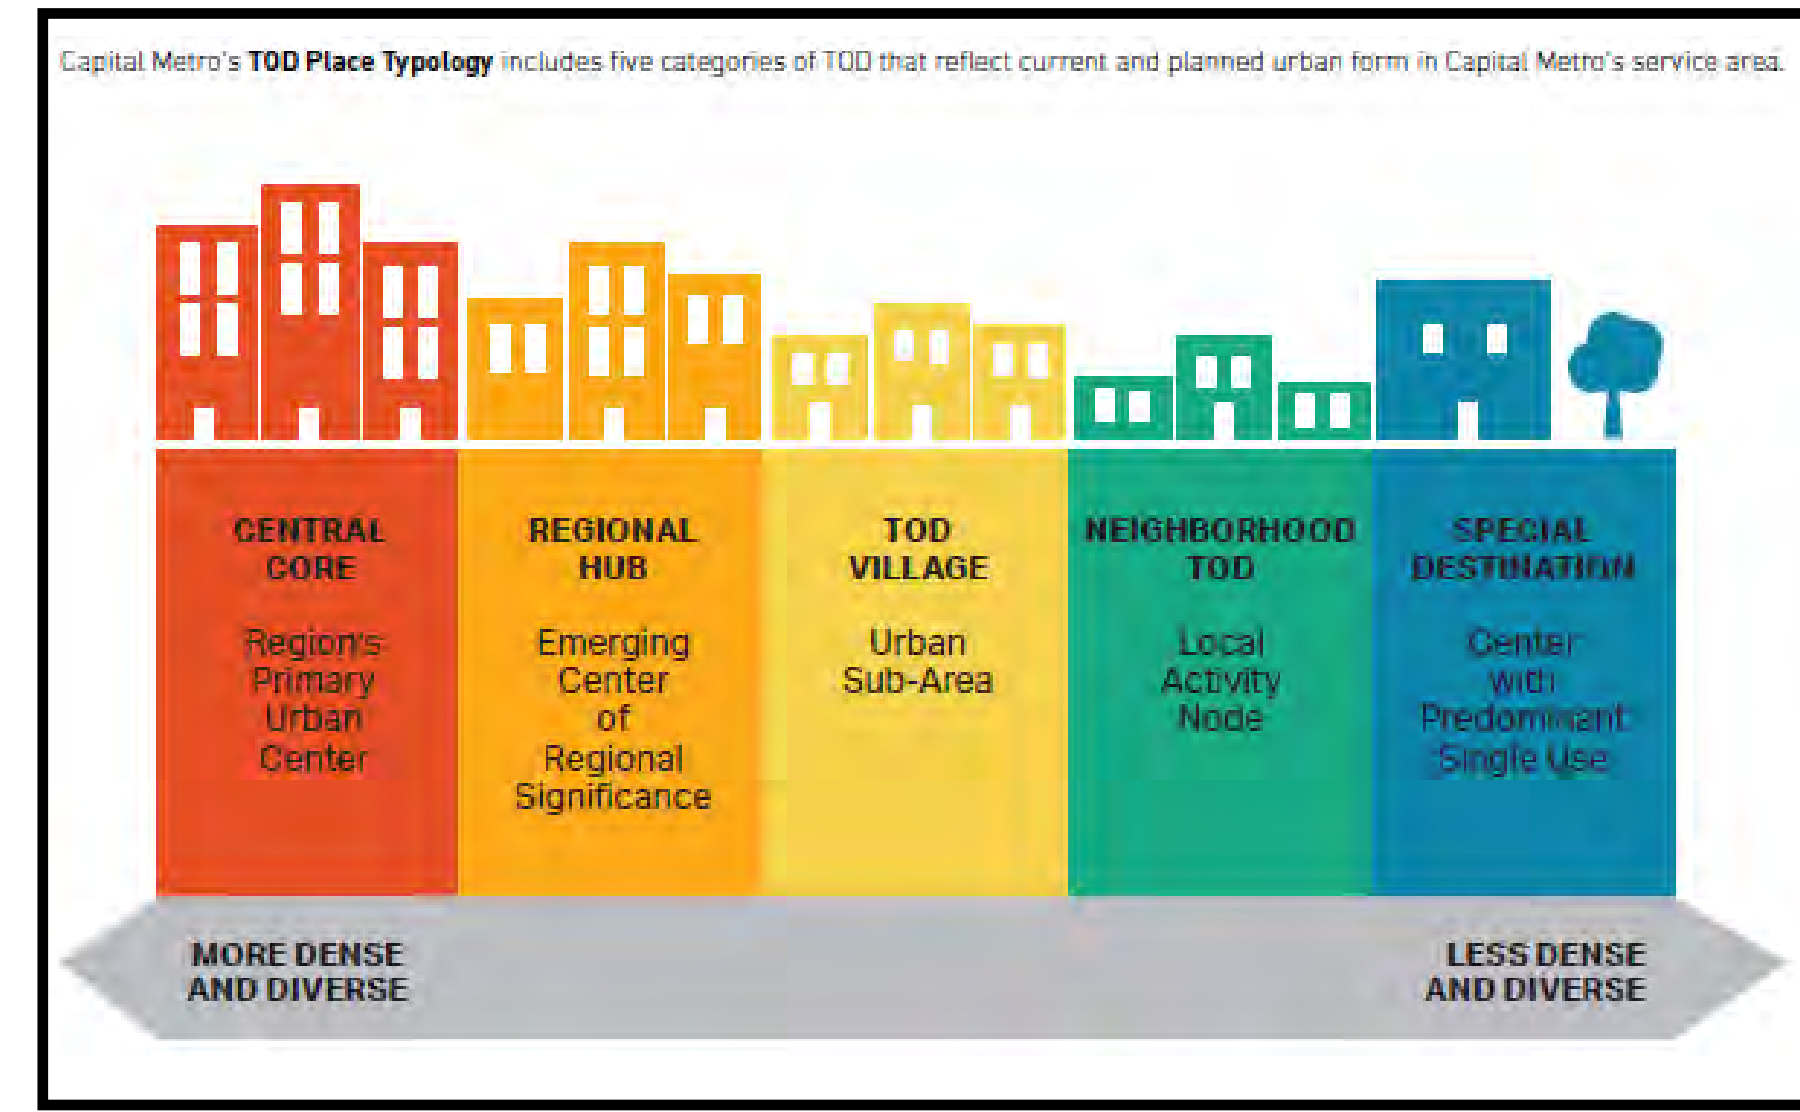 Capital Metro's TOD Place Typology includes five categories of TOD that reflect current and planned urban form in Capital Metro's service area.
CENTRAL
CORE
Region's
Primary
Urban
Center
REGIONAL
HUB
Emerging
Center
of
Regional
Significance
TOD
VILLAGE
Urban
Sub-Area
NEIGHBORHOOD
TOD
Local
Activity
Node
SPECIAL
DESTINATION
Center
with
Predominant
Single Use
MORE DENSE
AND DIVERSE
LESS DENSE
AND DIVERSE